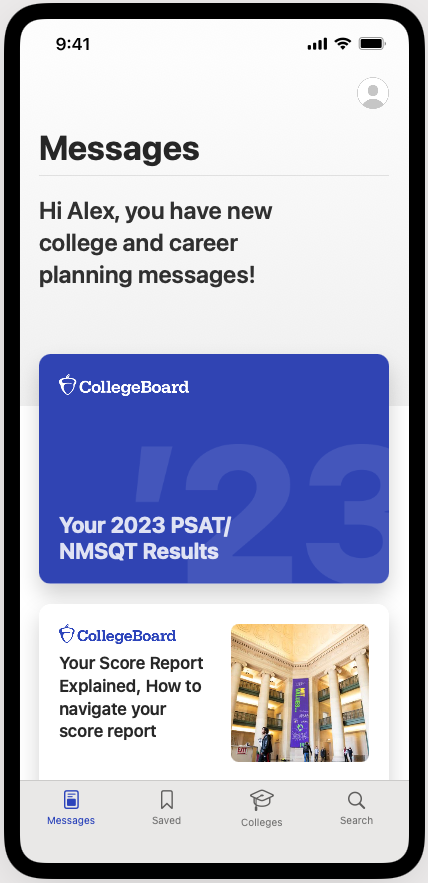 9:41
Messages
Hi Alex, you have new
college and career
planning messages!
CollegeBoard
'23
Your 2023 PSAT/
NMSQT Results
CollegeBoard
Your Score Report
Explained, How to
navigate your
score report
Messages
Saved
Colleges
Search